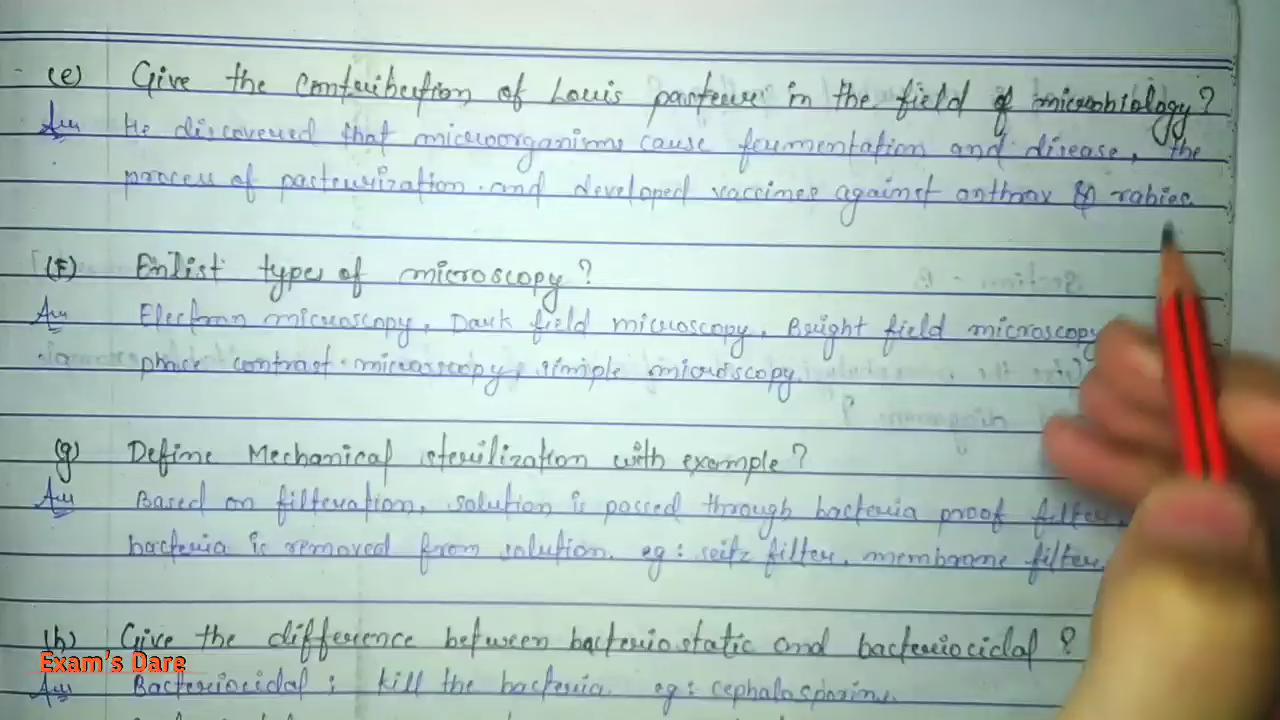 (e) Give the contribution of Louis pasteur in the field of microbiology?
Ans He discovered that microorganisms cause fermentation and disease, the
process of pasteurization and developed vaccines against anthrax & rabies
(f) Enlist types of microscopy?
Ans Electron microscopy, Dark field microscopy, Bright field microscopy
phase contrast microscopy, simple microscopy.
(g) Define Mechanical sterilization with example?
Ans Based on filteration, solution is passed through bacteria proof filter,
bacteria is removed from solution. eg: seitz filter, membrane filter
(h) Give the difference between bacteriostatic and bacteriocidal?
Exam's Dare
Ans Bacteriocidal: kill the bacteria. eg: cephalosporins.